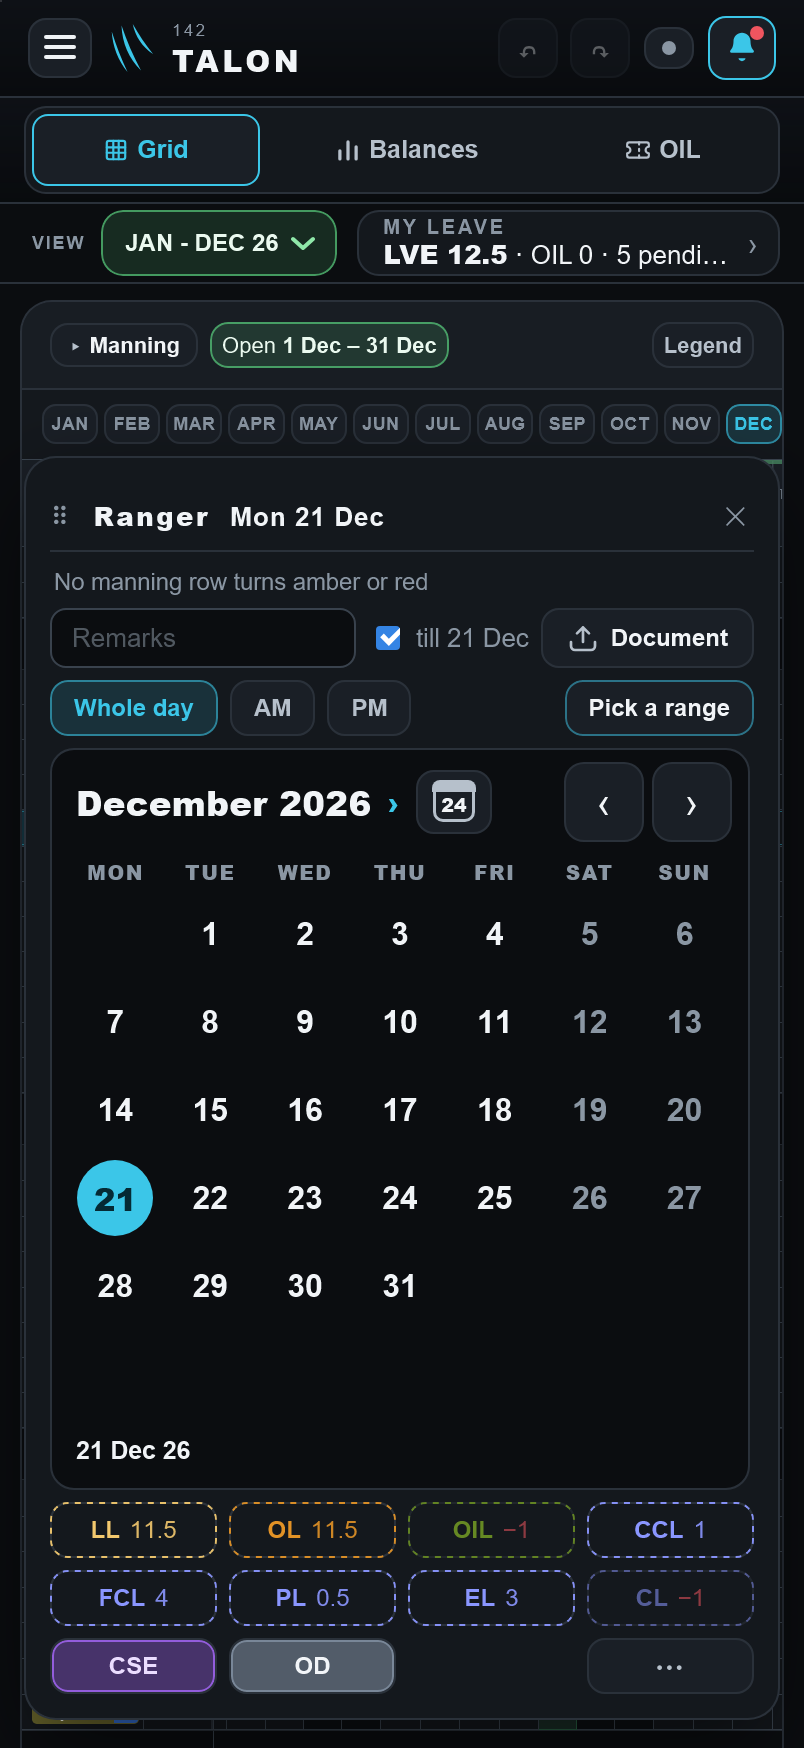 142
TALON
Grid
Balances
OIL
VIEW
JAN - DEC 26
MY LEAVE
LVE 12.5 · OIL 0 · 5 pendi...
›
▸ Manning
Open 1 Dec – 31 Dec
Legend
JAN FEB MAR APR MAY JUN JUL AUG SEP OCT NOV DEC
Ranger Mon 21 Dec
No manning row turns amber or red
Remarks
till 21 Dec
Document
Whole day
AM
PM
Pick a range
December 2026 ›
24
‹ ›
MON TUE WED THU FRI SAT SUN
1 2 3 4 5 6
7 8 9 10 11 12 13
14 15 16 17 18 19 20
21 22 23 24 25 26 27
28 29 30 31
21 Dec 26
LL 11.5 OL 11.5 OIL −1 CCL 1
FCL 4 PL 0.5 EL 3 CL −1
CSE OD ···